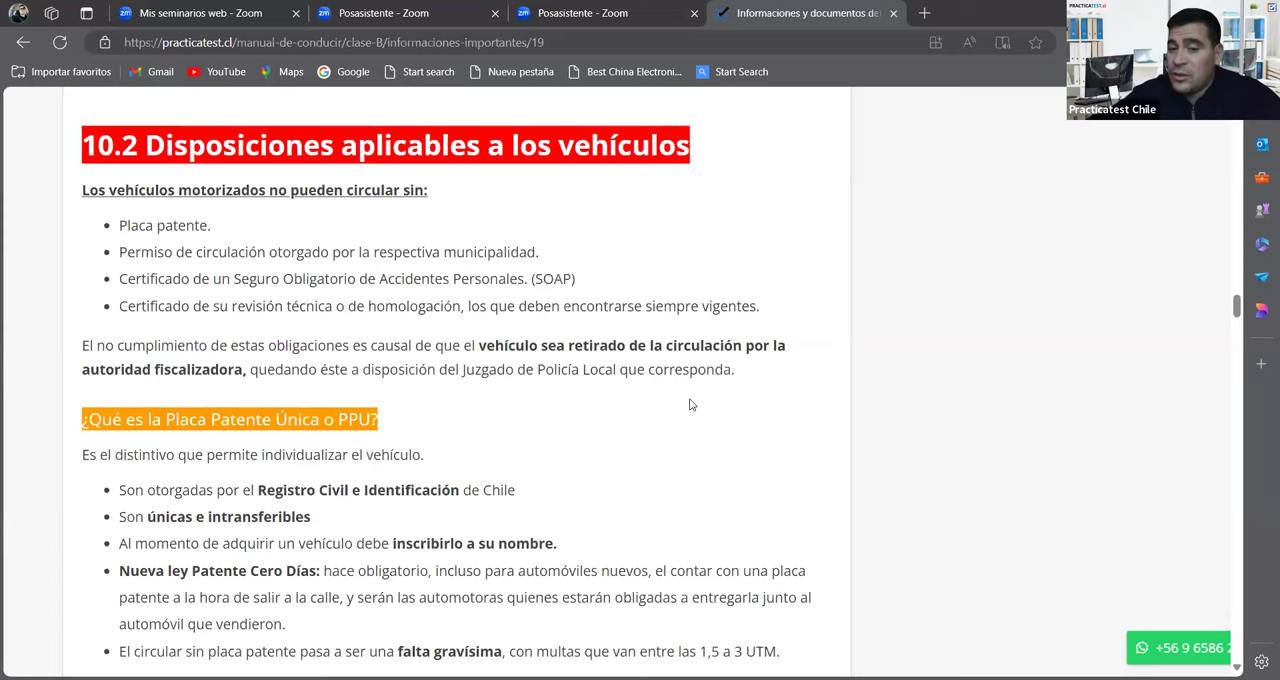 Mis seminarios web - Zoom
Posasistente - Zoom
Posasistente - Zoom
Informaciones y documentos del
https://practicatest.cl/manual-de-conducir/clase-B/informaciones-importantes/19
Importar favoritos
Gmail
YouTube
Maps
Google
Start search
Nueva pestaña
Best China Electroni...
Start Search
PRACTICATEST.cl
Practicatest Chile
10.2 Disposiciones aplicables a los vehículos
Los vehículos motorizados no pueden circular sin:
• Placa patente.
• Permiso de circulación otorgado por la respectiva municipalidad.
• Certificado de un Seguro Obligatorio de Accidentes Personales. (SOAP)
• Certificado de su revisión técnica o de homologación, los que deben encontrarse siempre vigentes.
El no cumplimiento de estas obligaciones es causal de que el vehículo sea retirado de la circulación por la
autoridad fiscalizadora, quedando éste a disposición del Juzgado de Policía Local que corresponda.
¿Qué es la Placa Patente Única o PPU?
Es el distintivo que permite individualizar el vehículo.
• Son otorgadas por el Registro Civil e Identificación de Chile
• Son únicas e intransferibles
• Al momento de adquirir un vehículo debe inscribirlo a su nombre.
• Nueva ley Patente Cero Días: hace obligatorio, incluso para automóviles nuevos, el contar con una placa
patente a la hora de salir a la calle, y serán las automotoras quienes estarán obligadas a entregarla junto al
automóvil que vendieron.
• El circular sin placa patente pasa a ser una falta gravísima, con multas que van entre las 1,5 a 3 UTM.
+56 9 6586